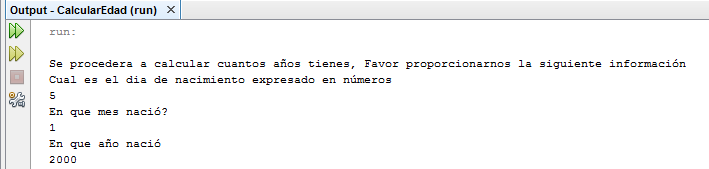 Output - CalcularEdad (run) X
run:
Se procedera a calcular cuantos años tienes, Favor proporcionarnos la siguiente información
Cual es el dia de nacimiento expresado en números
5
En que mes nació?
1
En que año nació
2000